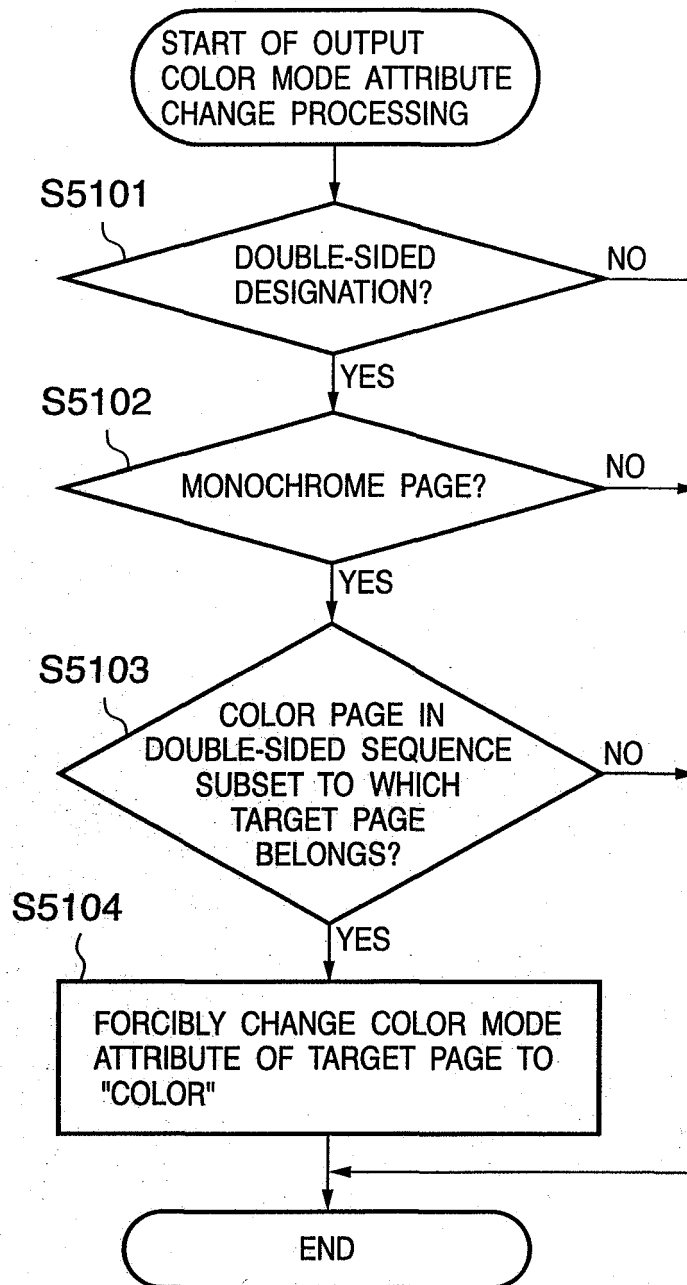 START OF OUTPUT
COLOR MODE ATTRIBUTE
CHANGE PROCESSING
S5101
DOUBLE-SIDED
DESIGNATION?
NO
YES
S5102
MONOCHROME PAGE?
NO
YES
S5103
COLOR PAGE IN
DOUBLE-SIDED SEQUENCE
SUBSET TO WHICH
TARGET PAGE
BELONGS?
NO
YES
S5104
FORCIBLY CHANGE COLOR MODE
ATTRIBUTE OF TARGET PAGE TO
"COLOR"
END